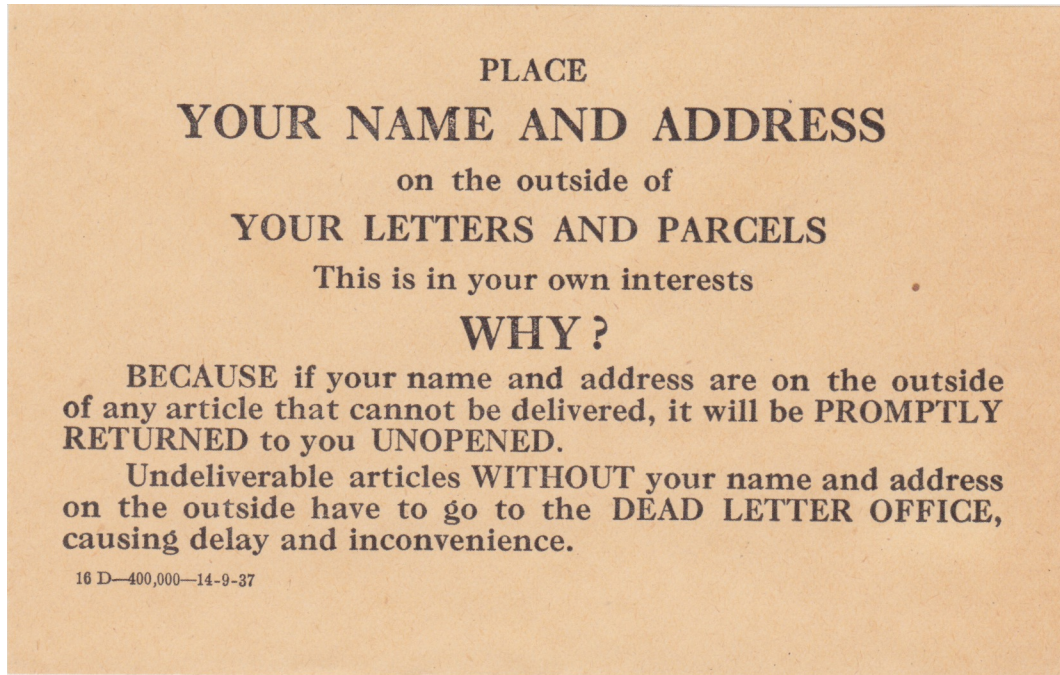 PLACE
YOUR NAME AND ADDRESS
on the outside of
YOUR LETTERS AND PARCELS
This is in your own interests
WHY?
BECAUSE if your name and address are on the outside
of any article that cannot be delivered, it will be PROMPTLY
RETURNED to you UNOPENED.
Undeliverable articles WITHOUT your name and address
on the outside have to go to the DEAD LETTER OFFICE,
causing delay and inconvenience.
16 D—400,000—14-9-37